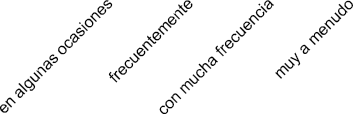 en algunas ocasiones
frecuentemente
con mucha frecuencia
muy a menudo